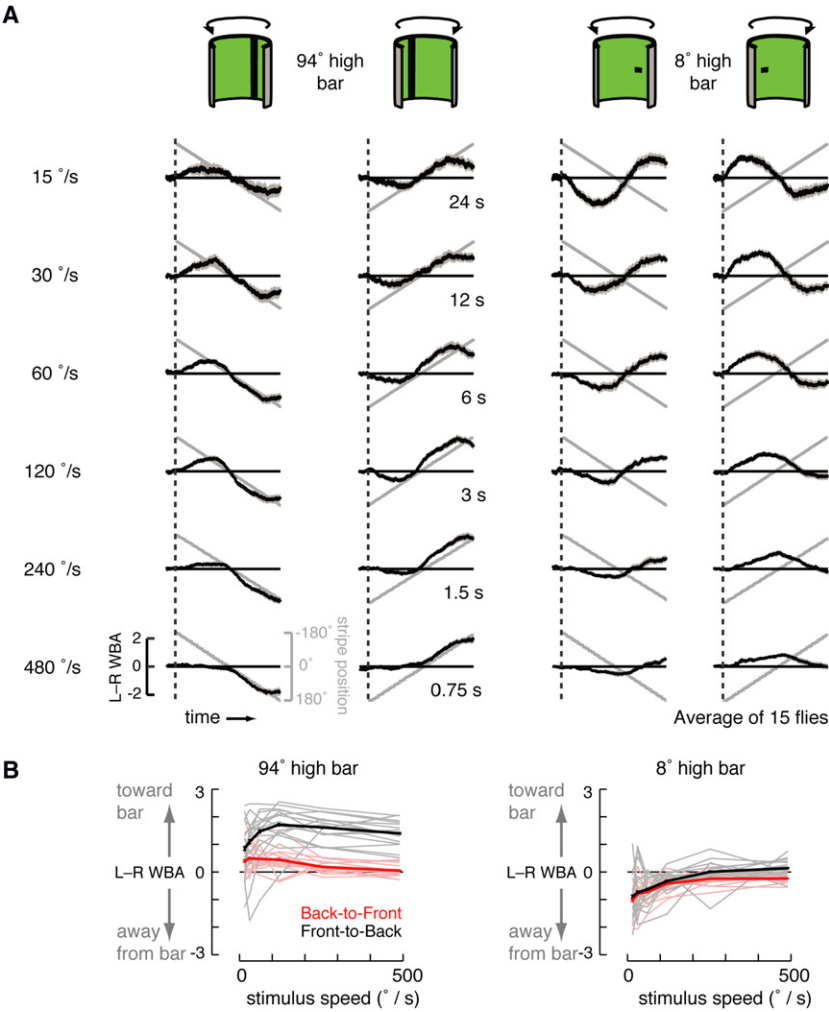 A
94˚ high
bar
8˚ high
bar
15 ˚/s
24 s
30 ˚/s
12 s
60 ˚/s
6 s
120 ˚/s
3 s
240 ˚/s
1.5 s
480 ˚/s
L–R WBA
2
0
-2
-180˚
0˚
180˚
stripe position
0.75 s
time
Average of 15 flies
B
94˚ high bar
8˚ high bar
toward
bar
L–R WBA
away
from bar
3
0
-3
Back-to-Front
Front-to-Back
0
500
stimulus speed (˚ / s)
toward
bar
L–R WBA
away
from bar
3
0
-3
0
500
stimulus speed (˚ / s)